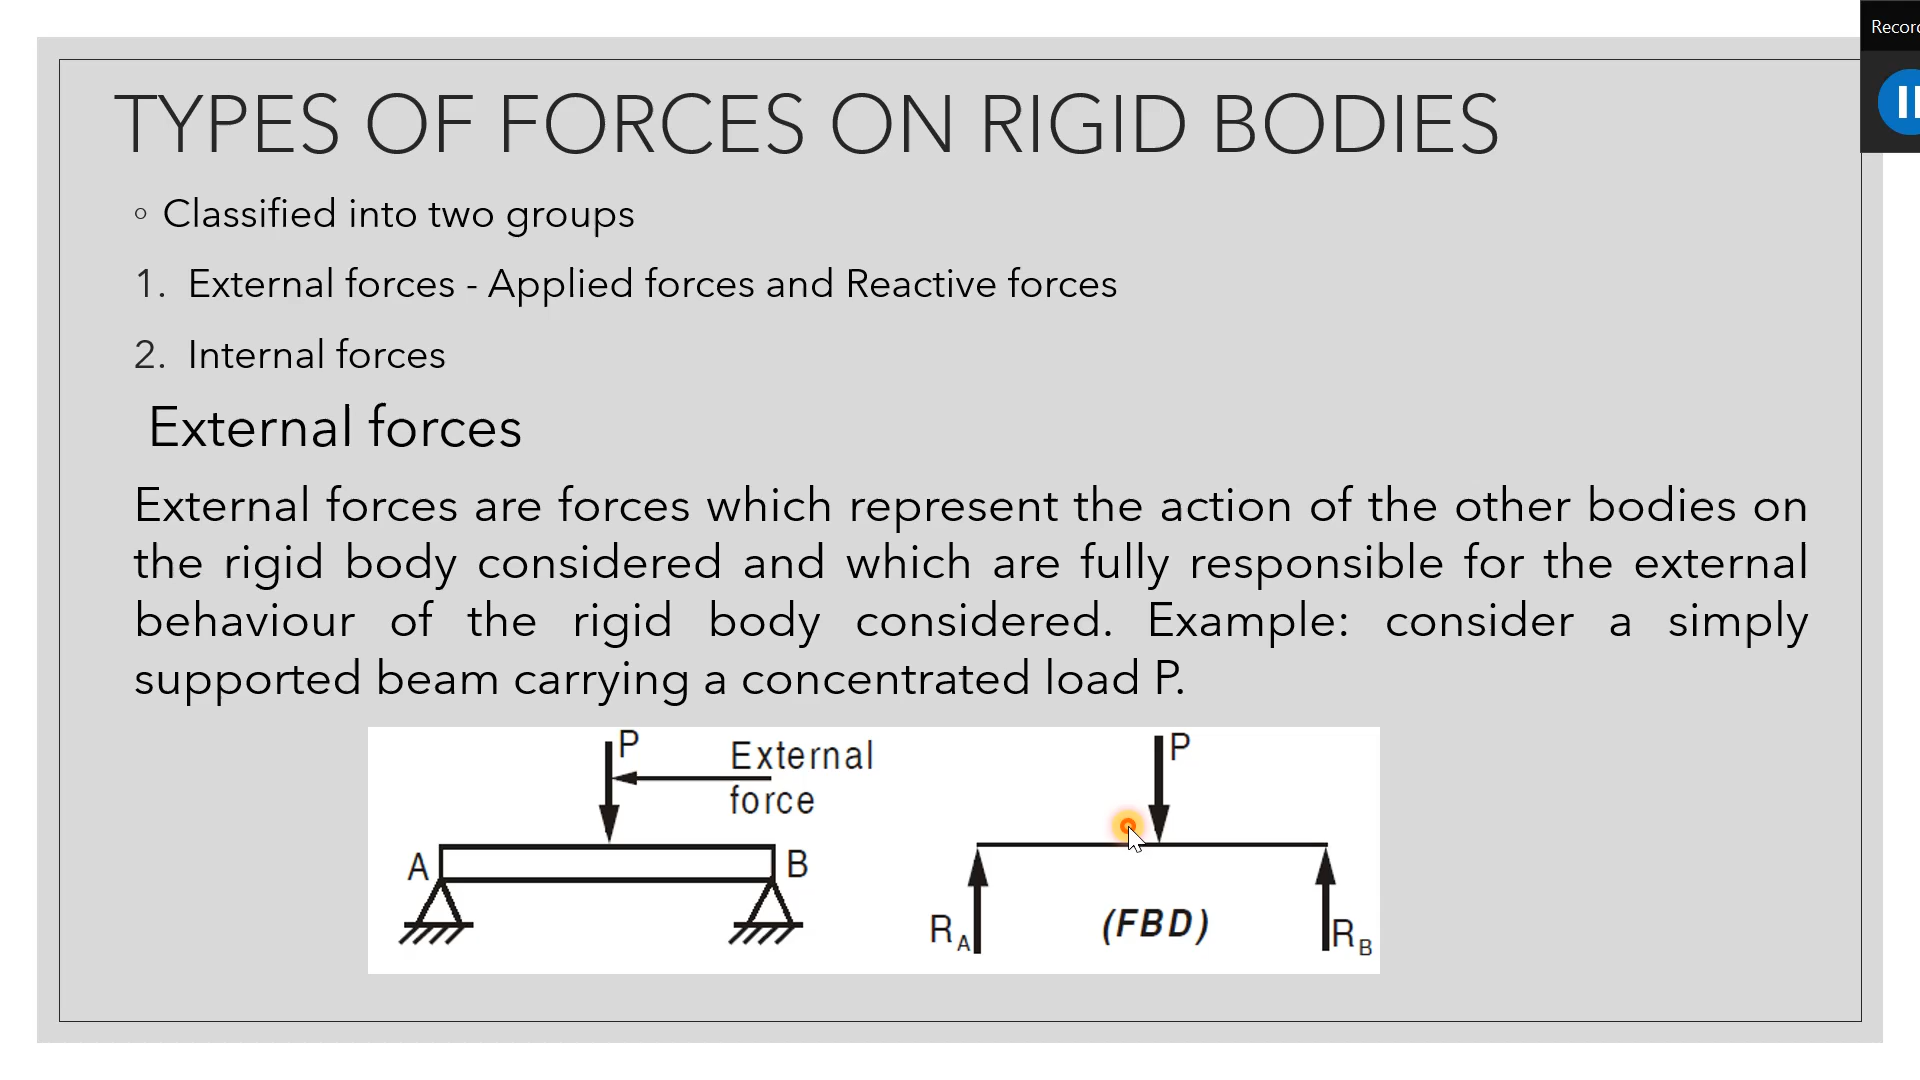 Recor
TYPES OF FORCES ON RIGID BODIES
◦ Classified into two groups
1. External forces - Applied forces and Reactive forces
2. Internal forces
External forces
External forces are forces which represent the action of the other bodies on
the rigid body considered and which are fully responsible for the external
behaviour of the rigid body considered. Example: consider a simply
supported beam carrying a concentrated load P.
P
External
force
A
B
P
R_A
(FBD)
R_B